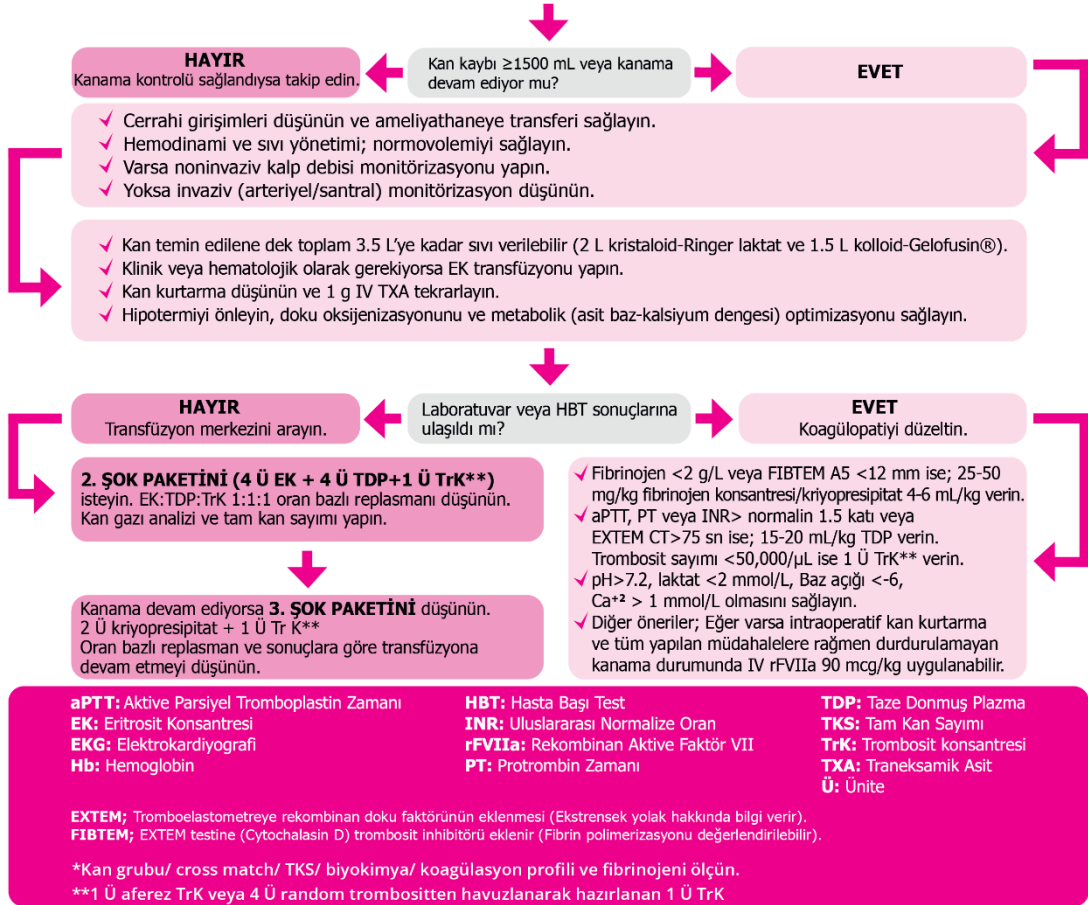 HAYIR
Kanama kontrolü sağlandıysa takip edin.
Kan kaybı ≥1500 mL veya kanama
devam ediyor mu?
EVET
✓ Cerrahi girişimleri düşünün ve ameliyathaneye transferi sağlayın.
✓ Hemodinami ve sıvı yönetimi; normovolemiyi sağlayın.
✓ Varsa noninvaziv kalp debisi monitörizasyonu yapın.
✓ Yoksa invaziv (arteriyel/santral) monitörizasyon düşünün.
✓ Kan temin edilene dek toplam 3.5 L’ye kadar sıvı verilebilir (2 L kristaloid-Ringer laktat ve 1.5 L kolloid-Gelofusin®).
✓ Klinik veya hematolojik olarak gerekiyorsa EK transfüzyonu yapın.
✓ Kan kurtarma düşünün ve 1 g IV TXA tekrarlayın.
✓ Hipotermiyi önleyin, doku oksijenizasyonunu ve metabolik (asit baz-kalsiyum dengesi) optimizasyonu sağlayın.
HAYIR
Transfüzyon merkezini arayın.
Laboratuvar veya HBT sonuçlarına
ulaşıldı mı?
EVET
Koagülopatiyi düzeltin.
2. ŞOK PAKETİNİ (4 Ü EK + 4 Ü TDP+1 Ü TrK**)
isteyin. EK:TDP:TrK 1:1:1 oran bazlı replasmanı düşünün.
Kan gazı analizi ve tam kan sayımı yapın.
Kanama devam ediyorsa 3. ŞOK PAKETİNİ düşünün.
2 Ü kriyopresipitat + 1 Ü Tr K**
Oran bazlı replasman ve sonuçlara göre transfüzyona
devam etmeyi düşünün.
✓ Fibrinojen <2 g/L veya FIBTEM A5 <12 mm ise; 25-50
mg/kg fibrinojen konsantresi/kriyopresipitat 4-6 mL/kg verin.
✓ aPTT, PT veya INR> normalin 1.5 katı veya
EXTEM CT>75 sn ise; 15-20 mL/kg TDP verin.
Trombosit sayımı <50,000/µL ise 1 Ü TrK** verin.
✓ pH>7.2, laktat <2 mmol/L, Baz açığı <-6,
Ca⁺² > 1 mmol/L olmasını sağlayın.
✓ Diğer öneriler; Eğer varsa intraoperatif kan kurtarma
ve tüm yapılan müdahalelere rağmen durdurulamayan
kanama durumunda IV rFVIIa 90 mcg/kg uygulanabilir.
aPTT: Aktive Parsiyel Tromboplastin Zamanı
EK: Eritrosit Konsantresi
EKG: Elektrokardiyografi
Hb: Hemoglobin
HBT: Hasta Başı Test
INR: Uluslararası Normalize Oran
rFVIIa: Rekombinan Aktive Faktör VII
PT: Protrombin Zamanı
TDP: Taze Donmuş Plazma
TKS: Tam Kan Sayımı
TrK: Trombosit konsantresi
TXA: Traneksamik Asit
Ü: Ünite
EXTEM; Tromboelastometreye rekombinan doku faktörünün eklenmesi (Ekstrensek yolak hakkında bilgi verir).
FIBTEM; EXTEM testine (Cytochalasin D) trombosit inhibitörü eklenir (Fibrin polimerizasyonu değerlendirilebilir).
*Kan grubu/ cross match/ TKS/ biyokimya/ koagülasyon profili ve fibrinojeni ölçün.
**1 Ü aferez TrK veya 4 Ü random trombositten havuzlanarak hazırlanan 1 Ü TrK